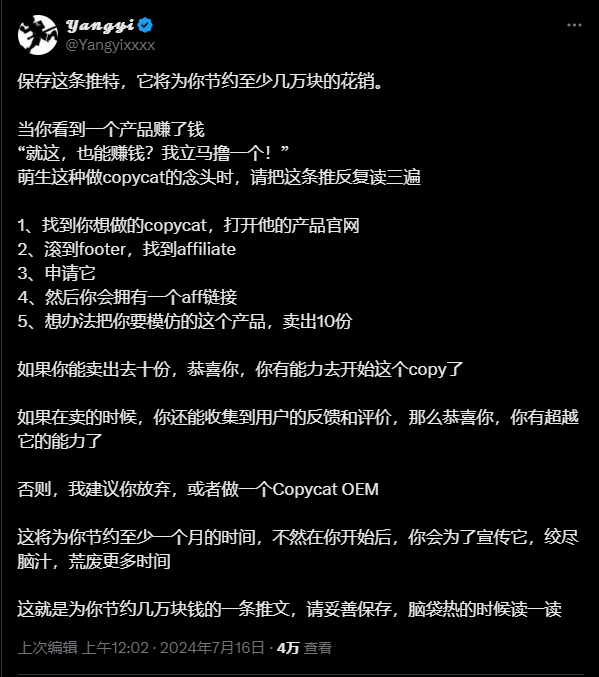 Yangyi
@Yangyixxxx
保存这条推特，它将为你节约至少几万块的花销。
当你看到一个产品赚了钱
“就这，也能赚钱？我立马撸一个！”
萌生这种做copycat的念头时，请把这条推反复读三遍
1、找到你想做的copycat，打开他的产品官网
2、滚到footer，找到affiliate
3、申请它
4、然后你会拥有一个aff链接
5、想办法把你要模仿的这个产品，卖出10份
如果你能卖出去十份，恭喜你，你有能力去开始这个copy了
如果在卖的时候，你还能收集到用户的反馈和评价，那么恭喜你，你有超越
它的能力了
否则，我建议你放弃，或者做一个Copycat OEM
这将为你节约至少一个月的时间，不然在你开始后，你会为了宣传它，绞尽
脑汁，荒废更多时间
这就是为你节约几万块钱的一条推文，请妥善保存，脑袋热的时候读一读
上次编辑 上午12:02 · 2024年7月16日 · 4万 查看